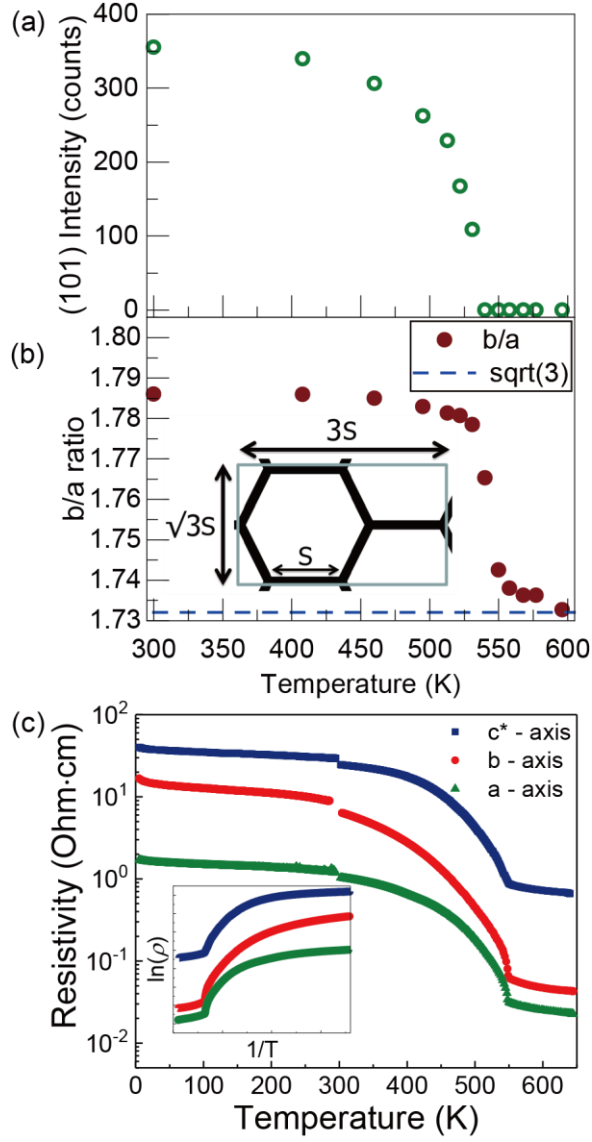 (a)
(101) Intensity (counts)
400
300
200
100
0
(b)
b/a ratio
1.80
1.79
1.78
1.77
1.76
1.75
1.74
1.73
b/a
sqrt(3)
3S
√3S
S
300 350 400 450 500 550 600
Temperature (K)
(c)
Resistivity (Ohm·cm)
10²
10¹
10⁰
10⁻¹
10⁻²
c* - axis
b - axis
a - axis
ln(ρ)
1/T
0 100 200 300 400 500 600
Temperature (K)